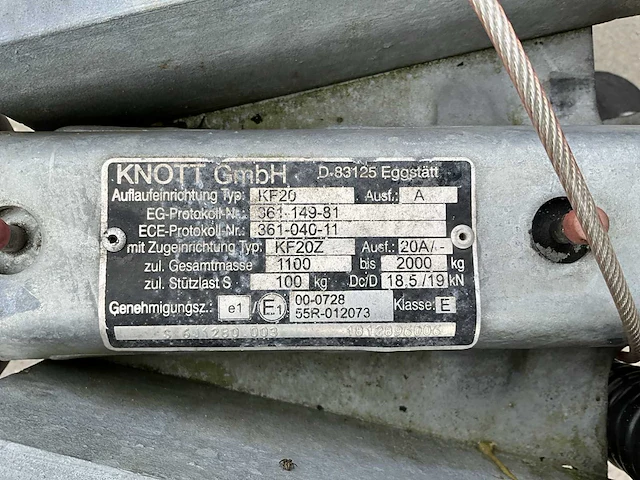 KNOTT GmbH D-83125 Eggstätt
Auflaufeinrichtung Typ: KF20 Ausf.: A
EG-Protokoll-Nr.: 361-149-81
ECE-Protokoll-Nr.: 361-040-11
mit Zugeinrichtung Typ: KF20Z Ausf.: 20A/-
zul. Gesamtmasse 1100 bis 2000 kg
zul. Stützlast S 100 kg Dc/D 18.5/19 kN
Genehmigungsz.: e1 E1 00-0728 Klasse: E
55R-012073